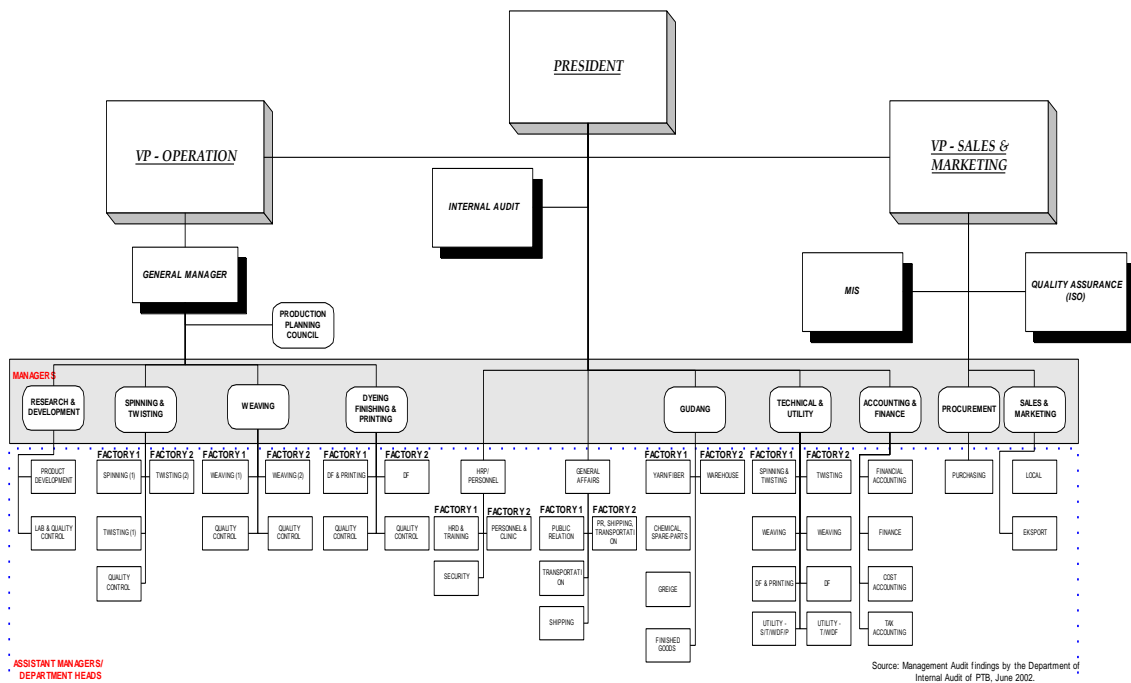 PRESIDENT
VP - OPERATION
VP - SALES &
MARKETING
INTERNAL AUDIT
GENERAL MANAGER
MIS
QUALITY ASSURANCE
(ISO)
PRODUCTION
PLANNING
COUNCIL
MANAGERS
RESEARCH &
DEVELOPMENT
SPINNING &
TWISTING
WEAVING
DYEING
FINISHING &
PRINTING
GUDANG
TECHNICAL &
UTILITY
ACCOUNTING &
FINANCE
PROCUREMENT
SALES &
MARKETING
PRODUCT
DEVELOPMENT
LAB & QUALITY
CONTROL
FACTORY 1
SPINNING (1)
TWISTING (1)
QUALITY
CONTROL
FACTORY 2
TWISTING (2)
FACTORY 1
WEAVING (1)
QUALITY
CONTROL
FACTORY 2
WEAVING (2)
QUALITY
CONTROL
FACTORY 1
DF & PRINTING
QUALITY
CONTROL
FACTORY 2
DF
QUALITY
CONTROL
HRP/
PERSONNEL
FACTORY 1
HRD &
TRAINING
SECURITY
FACTORY 2
PERSONNEL &
CLINIC
GENERAL
AFFAIRS
FACTORY 1
PUBLIC
RELATION
TRANSPORTATI
ON
SHIPPING
FACTORY 2
PR, SHIPPING,
TRANSPORTATI
ON
FACTORY 1
YARN/FIBER
CHEMICAL,
SPARE-PARTS
GREIGE
FINISHED
GOODS
FACTORY 2
WAREHOUSE
FACTORY 1
SPINNING &
TWISTING
WEAVING
DF & PRINTING
UTILITY -
S/T/WDF/P
FACTORY 2
TWISTING
WEAVING
DF
UTILITY -
T/WDF
FINANCIAL
ACCOUNTING
FINANCE
COST
ACCOUNTING
TAX
ACCOUNTING
PURCHASING
LOCAL
EKSPORT
ASSISTANT MANAGERS/
DEPARTMENT HEADS
Source: Management Audit findings by the Department of
Internal Audit of PTB, June 2002.